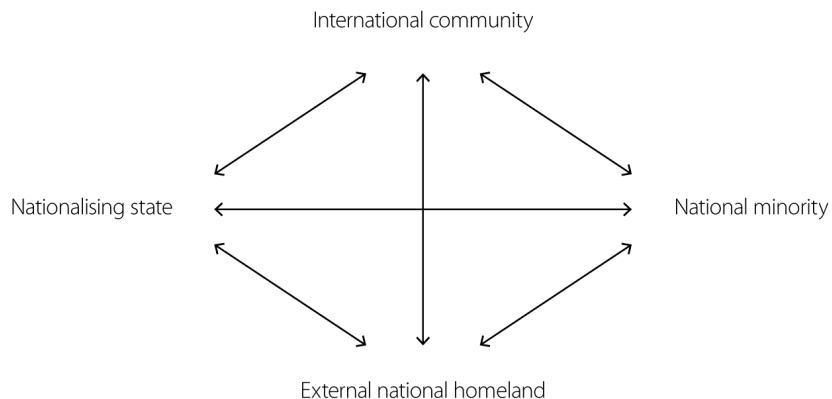 International community
Nationalising state
National minority
External national homeland